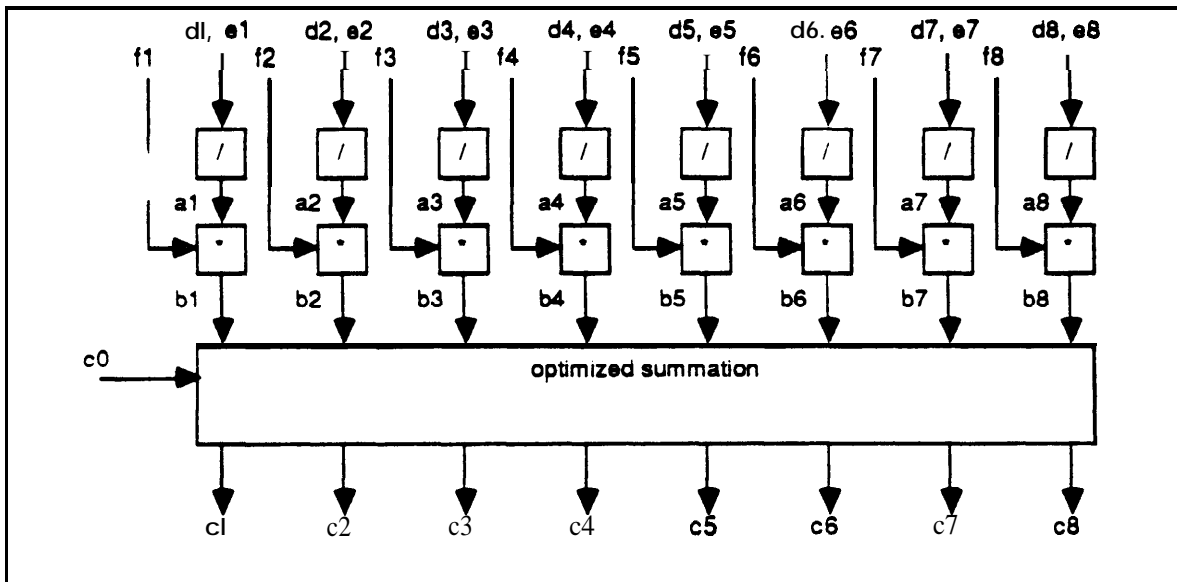 dl, e1 d2, e2 d3, e3 d4, e4 d5, e5 d6. e6 d7, e7 d8, e8
f1 f2 f3 f4 f5 f6 f7 f8
/ / / / / / / /
a1 a2 a3 a4 a5 a6 a7 a8
* * * * * * * *
b1 b2 b3 b4 b5 b6 b7 b8
c0
optimized summation
cl c2 c3 c4 c5 c6 c7 c8